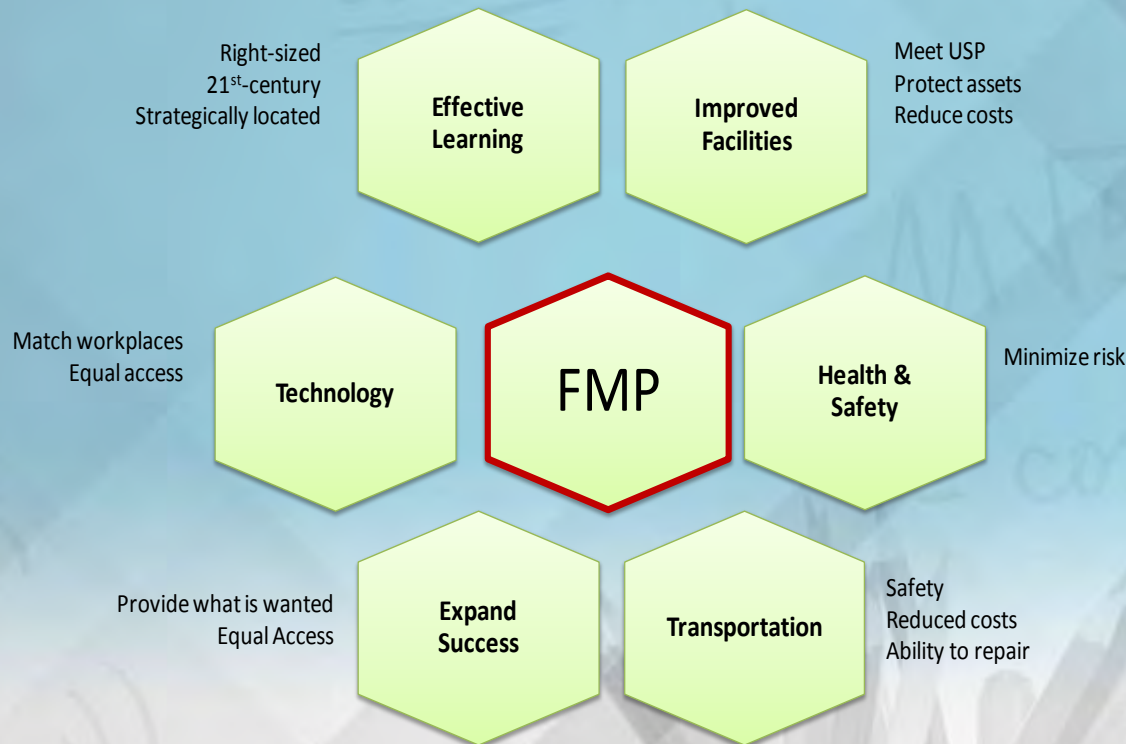 Right-sized
21st-century
Strategically located
Effective
Learning
Improved
Facilities
Meet USP
Protect assets
Reduce costs
Match workplaces
Equal access
Technology
FMP
Health &
Safety
Minimize risk
Provide what is wanted
Equal Access
Expand
Success
Transportation
Safety
Reduced costs
Ability to repair